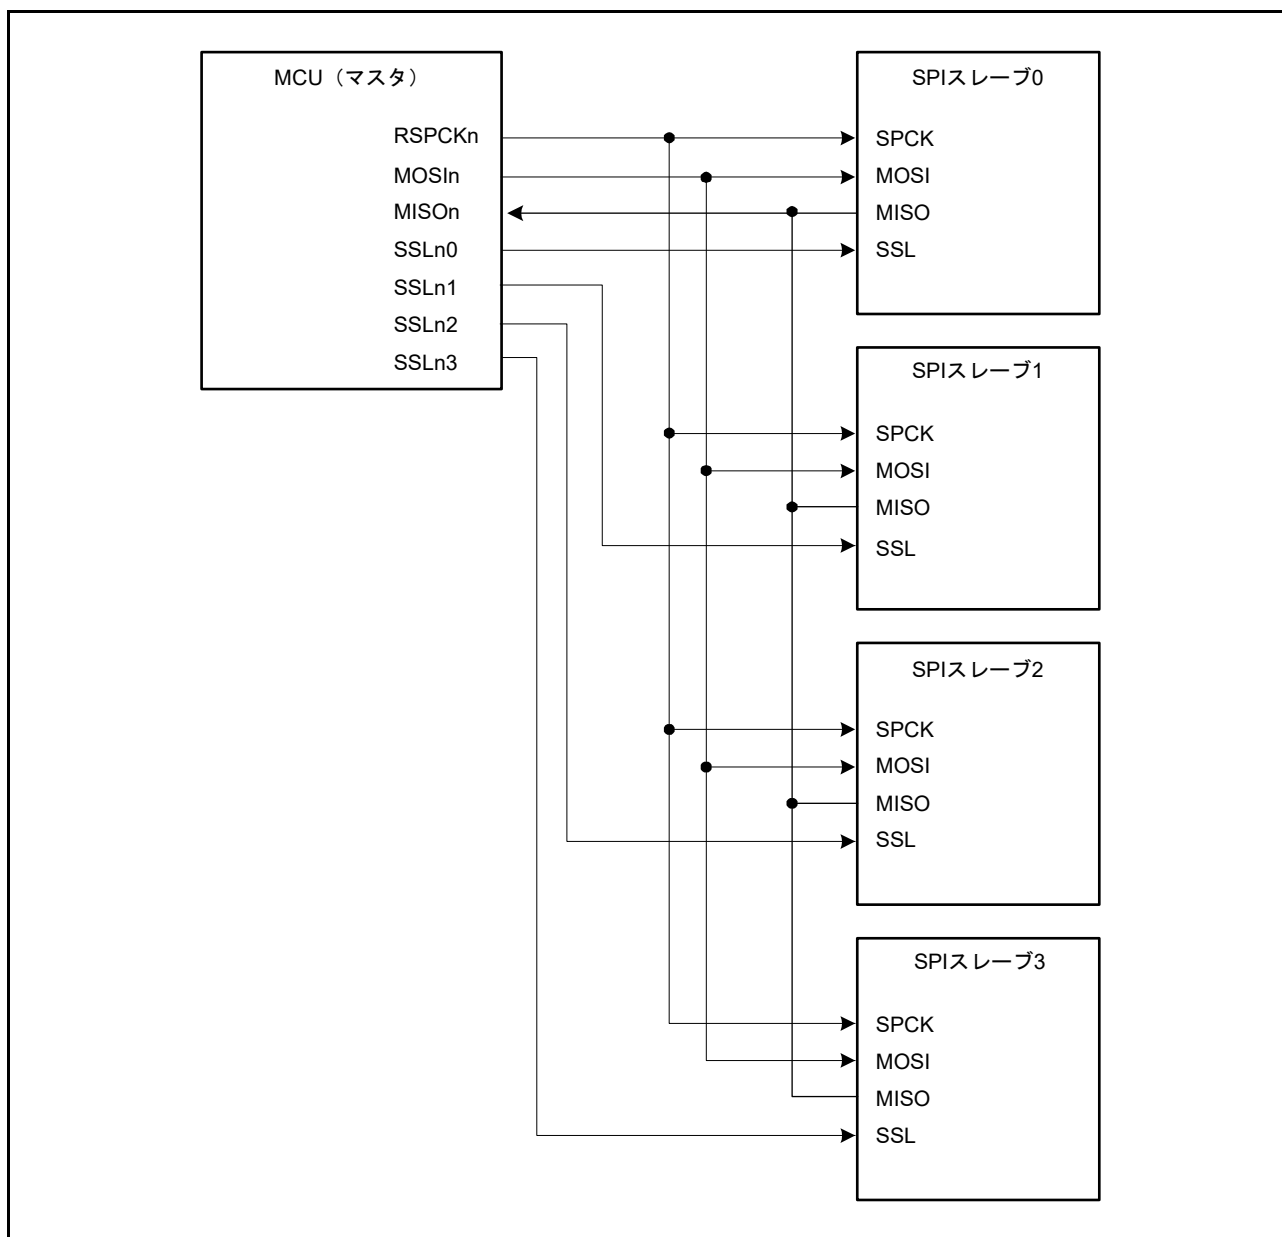 MCU（マスタ）
RSPCKn
MOSIn
MISOn
SSLn0
SSLn1
SSLn2
SSLn3
SPIスレーブ0
SPCK
MOSI
MISO
SSL
SPIスレーブ1
SPCK
MOSI
MISO
SSL
SPIスレーブ2
SPCK
MOSI
MISO
SSL
SPIスレーブ3
SPCK
MOSI
MISO
SSL